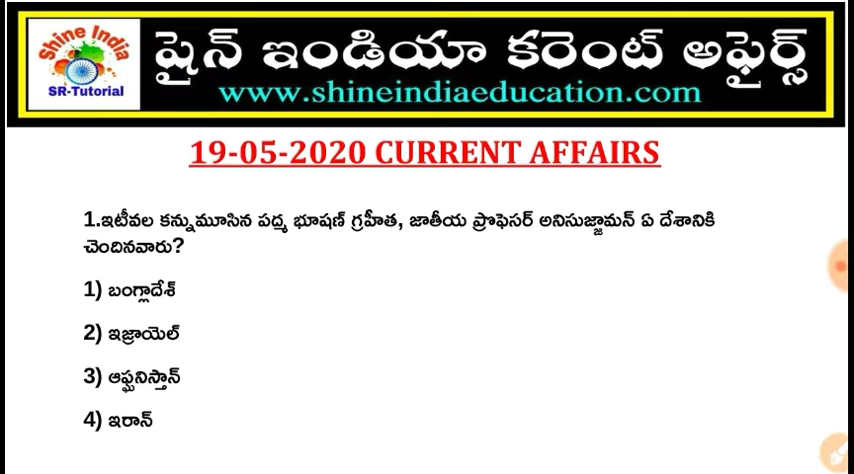 Shine India
SR-Tutorial
షైన్ ఇండియా కరెంట్ అఫైర్స్
www.shineindiaeducation.com
19-05-2020 CURRENT AFFAIRS
1.ఇటీవల కన్నుమూసిన పద్మ భూషణ్ గ్రహీత, జాతీయ ప్రొఫెసర్ అనిసుజ్జామన్ ఏ దేశానికి
చెందినవారు?
1) బంగ్లాదేశ్
2) ఇజ్రాయెల్
3) ఆఫ్ఘనిస్తాన్
4) ఇరాన్